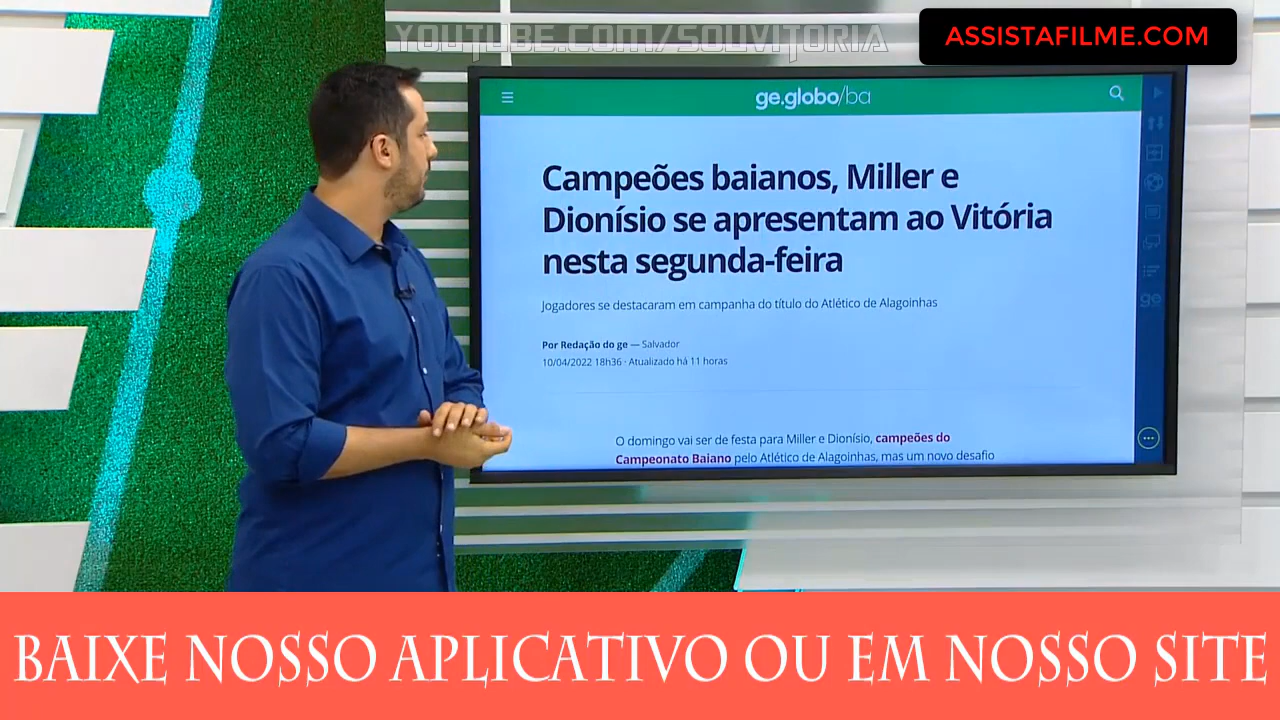 YOUTUBE.COM/SOUVITORIA
ASSISTAFILME.COM
ge.globo/ba
Campeões baianos, Miller e
Dionísio se apresentam ao Vitória
nesta segunda-feira
Jogadores se destacaram em campanha do título do Atlético de Alagoinhas
Por Redação do ge — Salvador
10/04/2022 18h36 · Atualizado há 11 horas
O domingo vai ser de festa para Miller e Dionísio, campeões do
Campeonato Baiano pelo Atlético de Alagoinhas, mas um novo desafio
ge
BAIXE NOSSO APLICATIVO OU EM NOSSO SITE